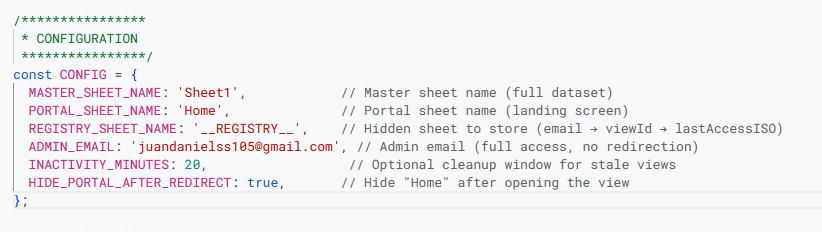 /****************
 * CONFIGURATION
 ****************/
const CONFIG = {
  MASTER_SHEET_NAME: 'Sheet1',            // Master sheet name (full dataset)
  PORTAL_SHEET_NAME: 'Home',              // Portal sheet name (landing screen)
  REGISTRY_SHEET_NAME: '__REGISTRY__',    // Hidden sheet to store (email → viewId → lastAccessISO)
  ADMIN_EMAIL: 'juandanielss105@gmail.com', // Admin email (full access, no redirection)
  INACTIVITY_MINUTES: 20,                  // Optional cleanup window for stale views
  HIDE_PORTAL_AFTER_REDIRECT: true,       // Hide "Home" after opening the view
};